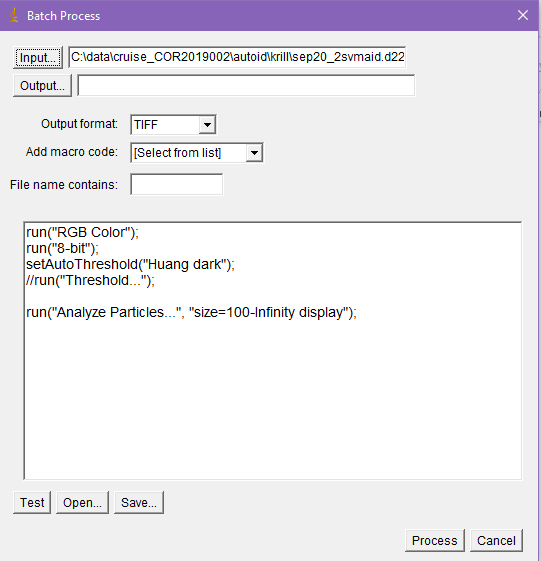 Batch Process
Input... C:\data\cruise_COR2019002\autoid\krill\sep20_2svmaid.d22
Output...
Output format: TIFF
Add macro code: [Select from list]
File name contains:
run("RGB Color");
run("8-bit");
setAutoThreshold("Huang dark");
//run("Threshold...");
run("Analyze Particles...", "size=100-Infinity display");
Test Open... Save...
Process Cancel